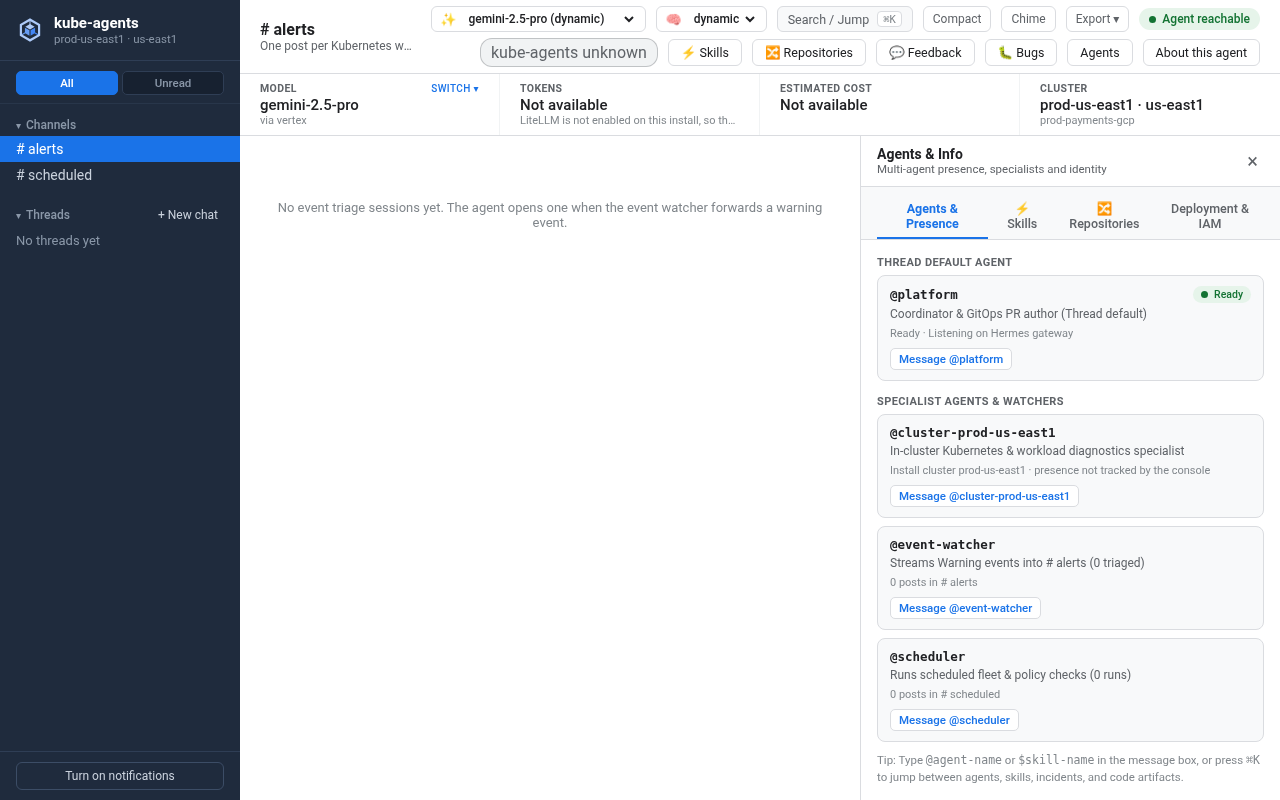 kube-agents
prod-us-east1 · us-east1
All
Unread
▾ Channels
# alerts
# scheduled
▾ Threads
+ New chat
No threads yet
Turn on notifications
# alerts
One post per Kubernetes w…
✨ gemini-2.5-pro (dynamic)
🧠 dynamic
Search / Jump ⌘K
Compact
Chime
Export ▾
Agent reachable
kube-agents unknown
⚡ Skills
🔀 Repositories
💬 Feedback
🐛 Bugs
Agents
About this agent
MODEL
SWITCH ▾
gemini-2.5-pro
via vertex
TOKENS
Not available
LiteLLM is not enabled on this install, so th…
ESTIMATED COST
Not available
CLUSTER
prod-us-east1 · us-east1
prod-payments-gcp
No event triage sessions yet. The agent opens one when the event watcher forwards a warning
event.
Agents & Info
Multi-agent presence, specialists and identity
×
Agents &
Presence
⚡
Skills
🔀
Repositories
Deployment &
IAM
THREAD DEFAULT AGENT
@platform
Ready
Coordinator & GitOps PR author (Thread default)
Ready · Listening on Hermes gateway
Message @platform
SPECIALIST AGENTS & WATCHERS
@cluster-prod-us-east1
In-cluster Kubernetes & workload diagnostics specialist
Install cluster prod-us-east1 · presence not tracked by the console
Message @cluster-prod-us-east1
@event-watcher
Streams Warning events into # alerts (0 triaged)
0 posts in # alerts
Message @event-watcher
@scheduler
Runs scheduled fleet & policy checks (0 runs)
0 posts in # scheduled
Message @scheduler
Tip: Type @agent-name or $skill-name in the message box, or press ⌘K
to jump between agents, skills, incidents, and code artifacts.